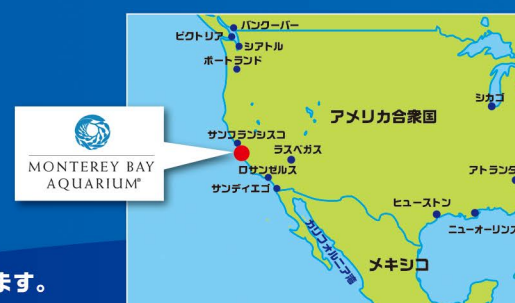 バンクーバー
ビクトリア
シアトル
ポートランド
シカゴ
アメリカ合衆国
サンフランシスコ
ラスベガス
MONTEREY BAY
AQUARIUM®
ロサンゼルス
アトランタ
サンディエゴ
ヒューストン
ニューオーリンズ
カリフォルニア湾
メキシコ
ます。